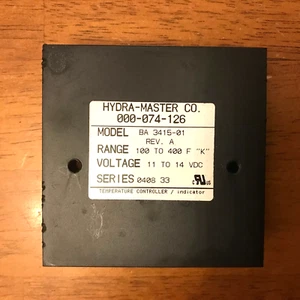 HYDRA-MASTER CO.
000-074-126
MODEL BA 3415-01
REV. A
RANGE 100 TO 400 F "K"
VOLTAGE 11 TO 14 VDC
SERIES 0408 33
TEMPERATURE CONTROLLER / indicator